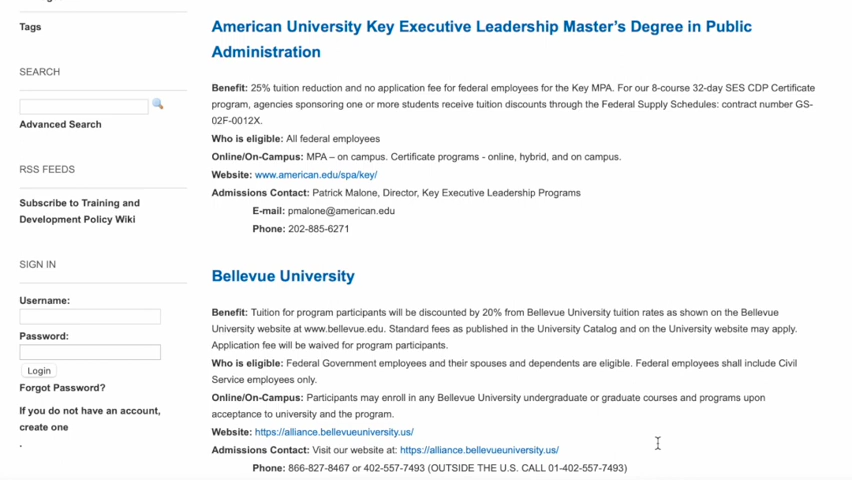 Tags
SEARCH
Advanced Search
RSS FEEDS
Subscribe to Training and
Development Policy Wiki
SIGN IN
Username:
Password:
Login
Forgot Password?
If you do not have an account,
create one
.
American University Key Executive Leadership Master's Degree in Public
Administration
Benefit: 25% tuition reduction and no application fee for federal employees for the Key MPA. For our 8-course 32-day SES CDP Certificate
program, agencies sponsoring one or more students receive tuition discounts through the Federal Supply Schedules: contract number GS-
02F-0012X.
Who is eligible: All federal employees
Online/On-Campus: MPA – on campus. Certificate programs - online, hybrid, and on campus.
Website: www.american.edu/spa/key/
Admissions Contact: Patrick Malone, Director, Key Executive Leadership Programs
E-mail: pmalone@american.edu
Phone: 202-885-6271
Bellevue University
Benefit: Tuition for program participants will be discounted by 20% from Bellevue University tuition rates as shown on the Bellevue
University website at www.bellevue.edu. Standard fees as published in the University Catalog and on the University website may apply.
Application fee will be waived for program participants.
Who is eligible: Federal Government employees and their spouses and dependents are eligible. Federal employees shall include Civil
Service employees only.
Online/On-Campus: Participants may enroll in any Bellevue University undergraduate or graduate courses and programs upon
acceptance to university and the program.
Website: https://alliance.bellevueuniversity.us/
Admissions Contact: Visit our website at: https://alliance.bellevueuniversity.us/
Phone: 866-827-8467 or 402-557-7493 (OUTSIDE THE U.S. CALL 01-402-557-7493)